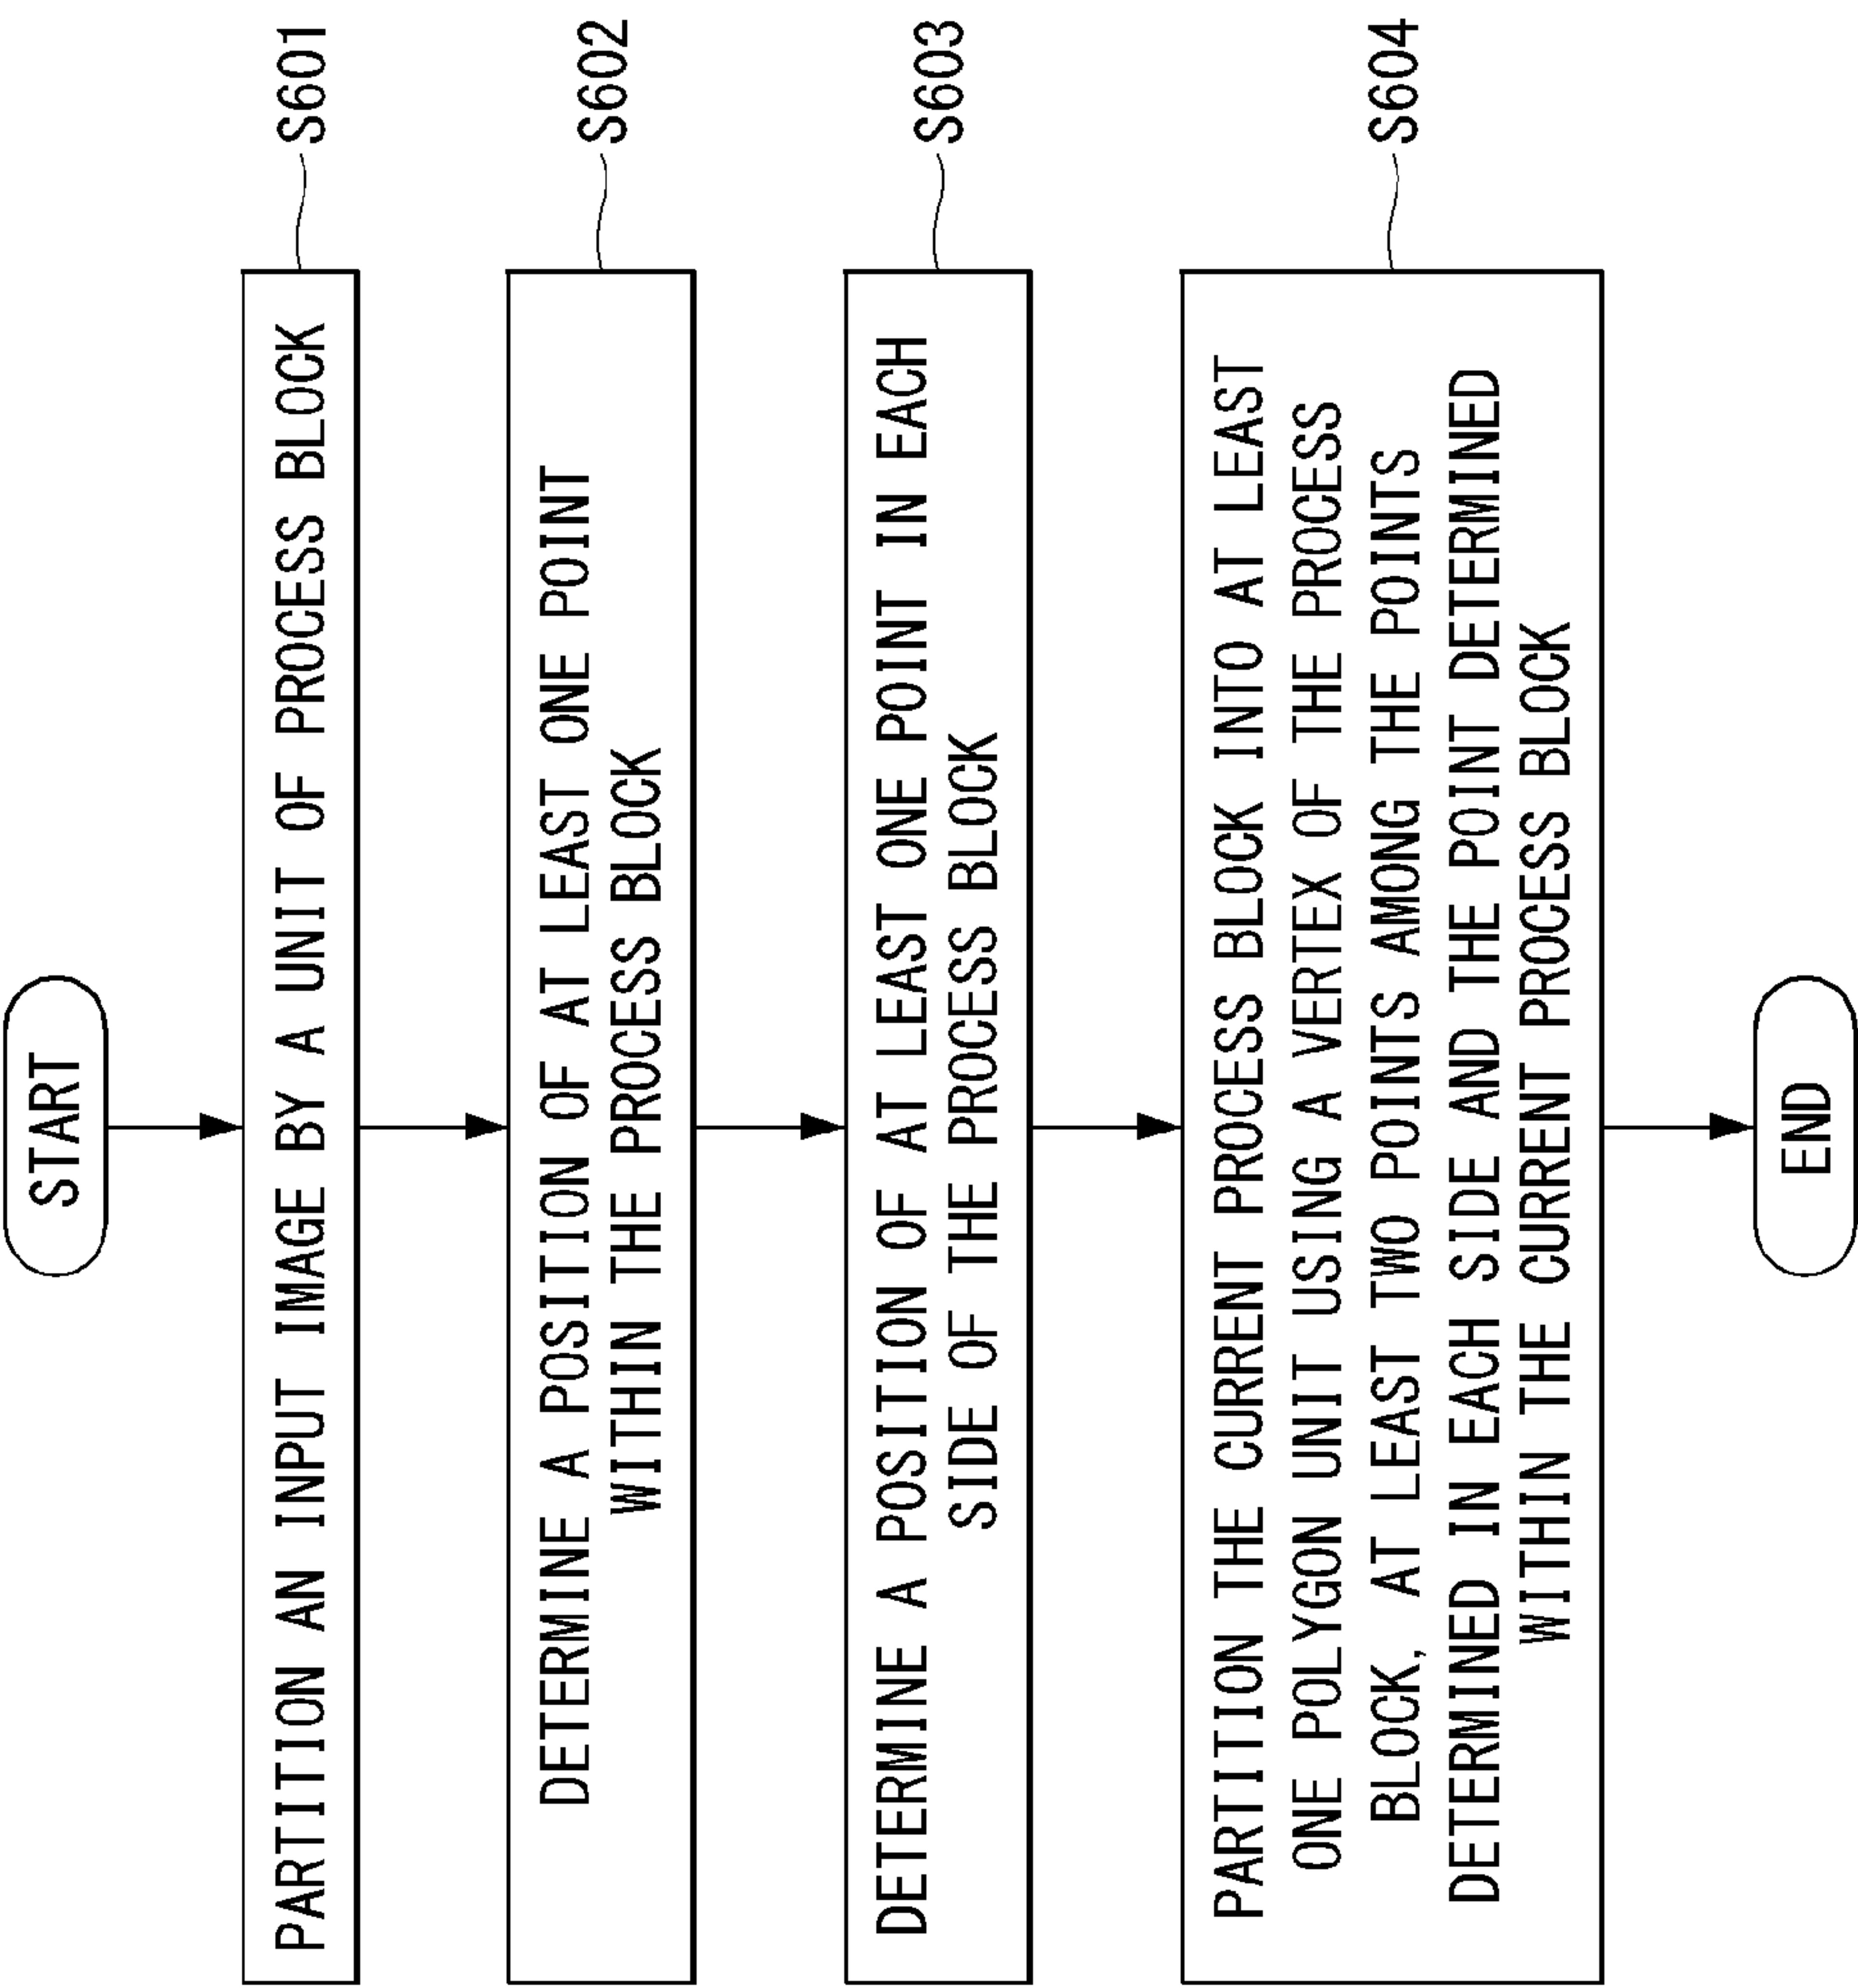 START
PARTITION AN INPUT IMAGE BY A UNIT OF PROCESS BLOCK
S601
DETERMINE A POSITION OF AT LEAST ONE POINT
WITHIN THE PROCESS BLOCK
S602
DETERMINE A POSITION OF AT LEAST ONE POINT IN EACH
SIDE OF THE PROCESS BLOCK
S603
PARTITION THE CURRENT PROCESS BLOCK INTO AT LEAST
ONE POLYGON UNIT USING A VERTEX OF THE PROCESS
BLOCK, AT LEAST TWO POINTS AMONG THE POINTS
DETERMINED IN EACH SIDE AND THE POINT DETERMINED
WITHIN THE CURRENT PROCESS BLOCK
S604
END